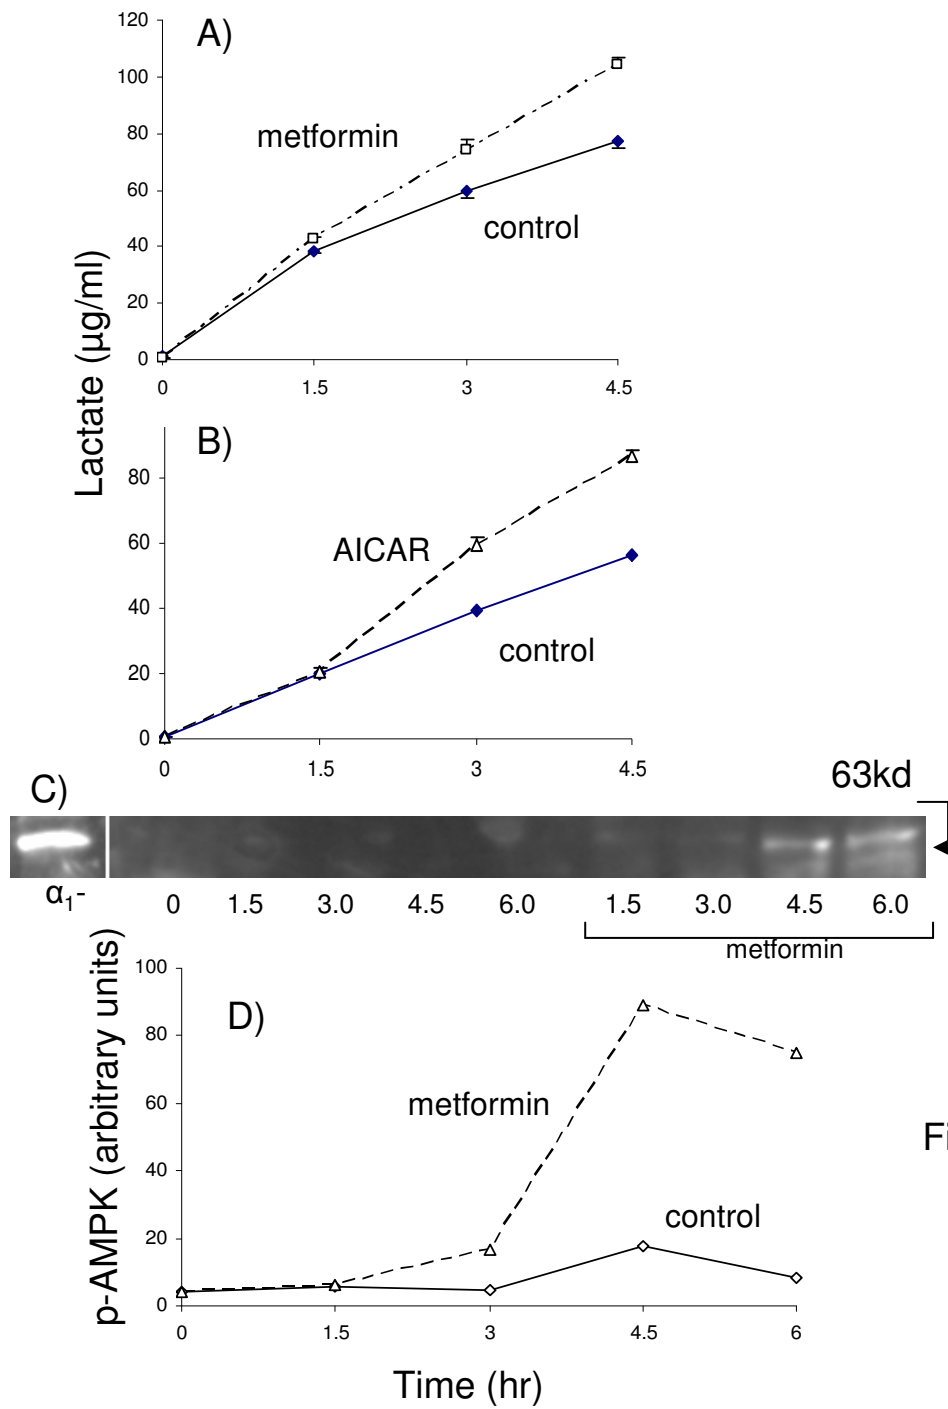 A)
120
100
80
60
40
20
0
metformin
control
0 1.5 3 4.5
Lactate (µg/ml)
B)
80
60
40
20
0
AICAR
control
0 1.5 3 4.5
C)
63kd
α1- 0 1.5 3.0 4.5 6.0 1.5 3.0 4.5 6.0
metformin
D)
p-AMPK (arbitrary units)
100
80
60
40
20
0
metformin
control
Fi
0 1.5 3 4.5 6
Time (hr)